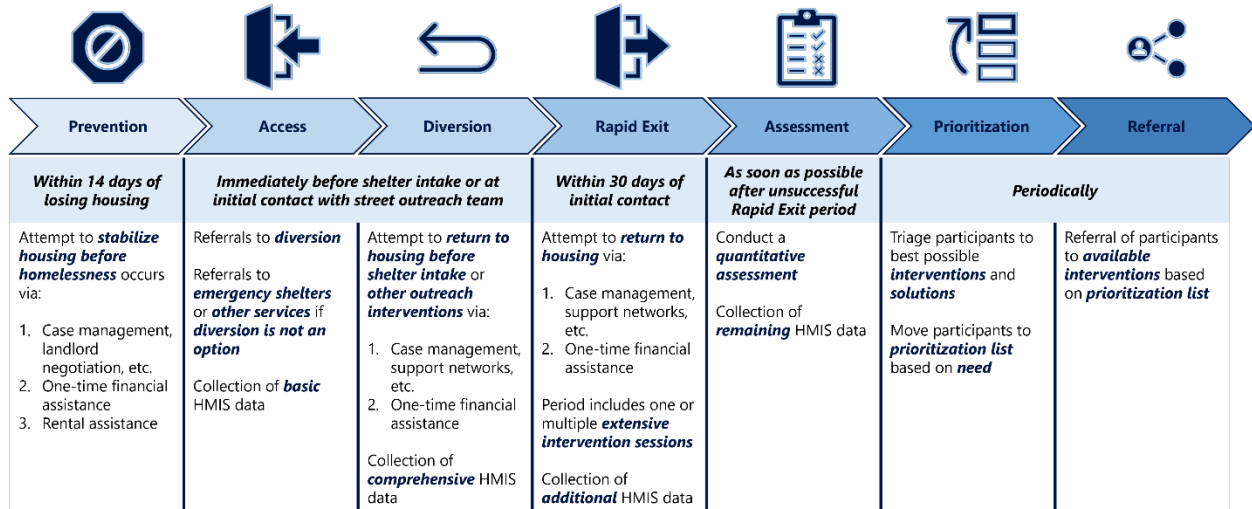 Prevention
Access
Diversion
Rapid Exit
Assessment
Prioritization
Referral
Within 14 days of
losing housing
Immediately before shelter intake or at
initial contact with street outreach team
Within 30 days of
initial contact
As soon as possible
after unsuccessful
Rapid Exit period
Periodically
Attempt to stabilize
housing before
homelessness occurs
via:
1. Case management,
landlord
negotiation, etc.
2. One-time financial
assistance
3. Rental assistance
Referrals to diversion
Referrals to
emergency shelters
or other services if
diversion is not an
option
Collection of basic
HMIS data
Attempt to return to
housing before
shelter intake or
other outreach
interventions via:
1. Case management,
support networks,
etc.
2. One-time financial
assistance
Collection of
comprehensive HMIS
data
Attempt to return to
housing via:
1. Case management,
support networks,
etc.
2. One-time financial
assistance
Period includes one or
multiple extensive
intervention sessions
Collection of
additional HMIS data
Conduct a
quantitative
assessment
Collection of
remaining HMIS data
Triage participants to
best possible
interventions and
solutions
Move participants to
prioritization list
based on need
Referral of participants
to available
interventions based
on prioritization list